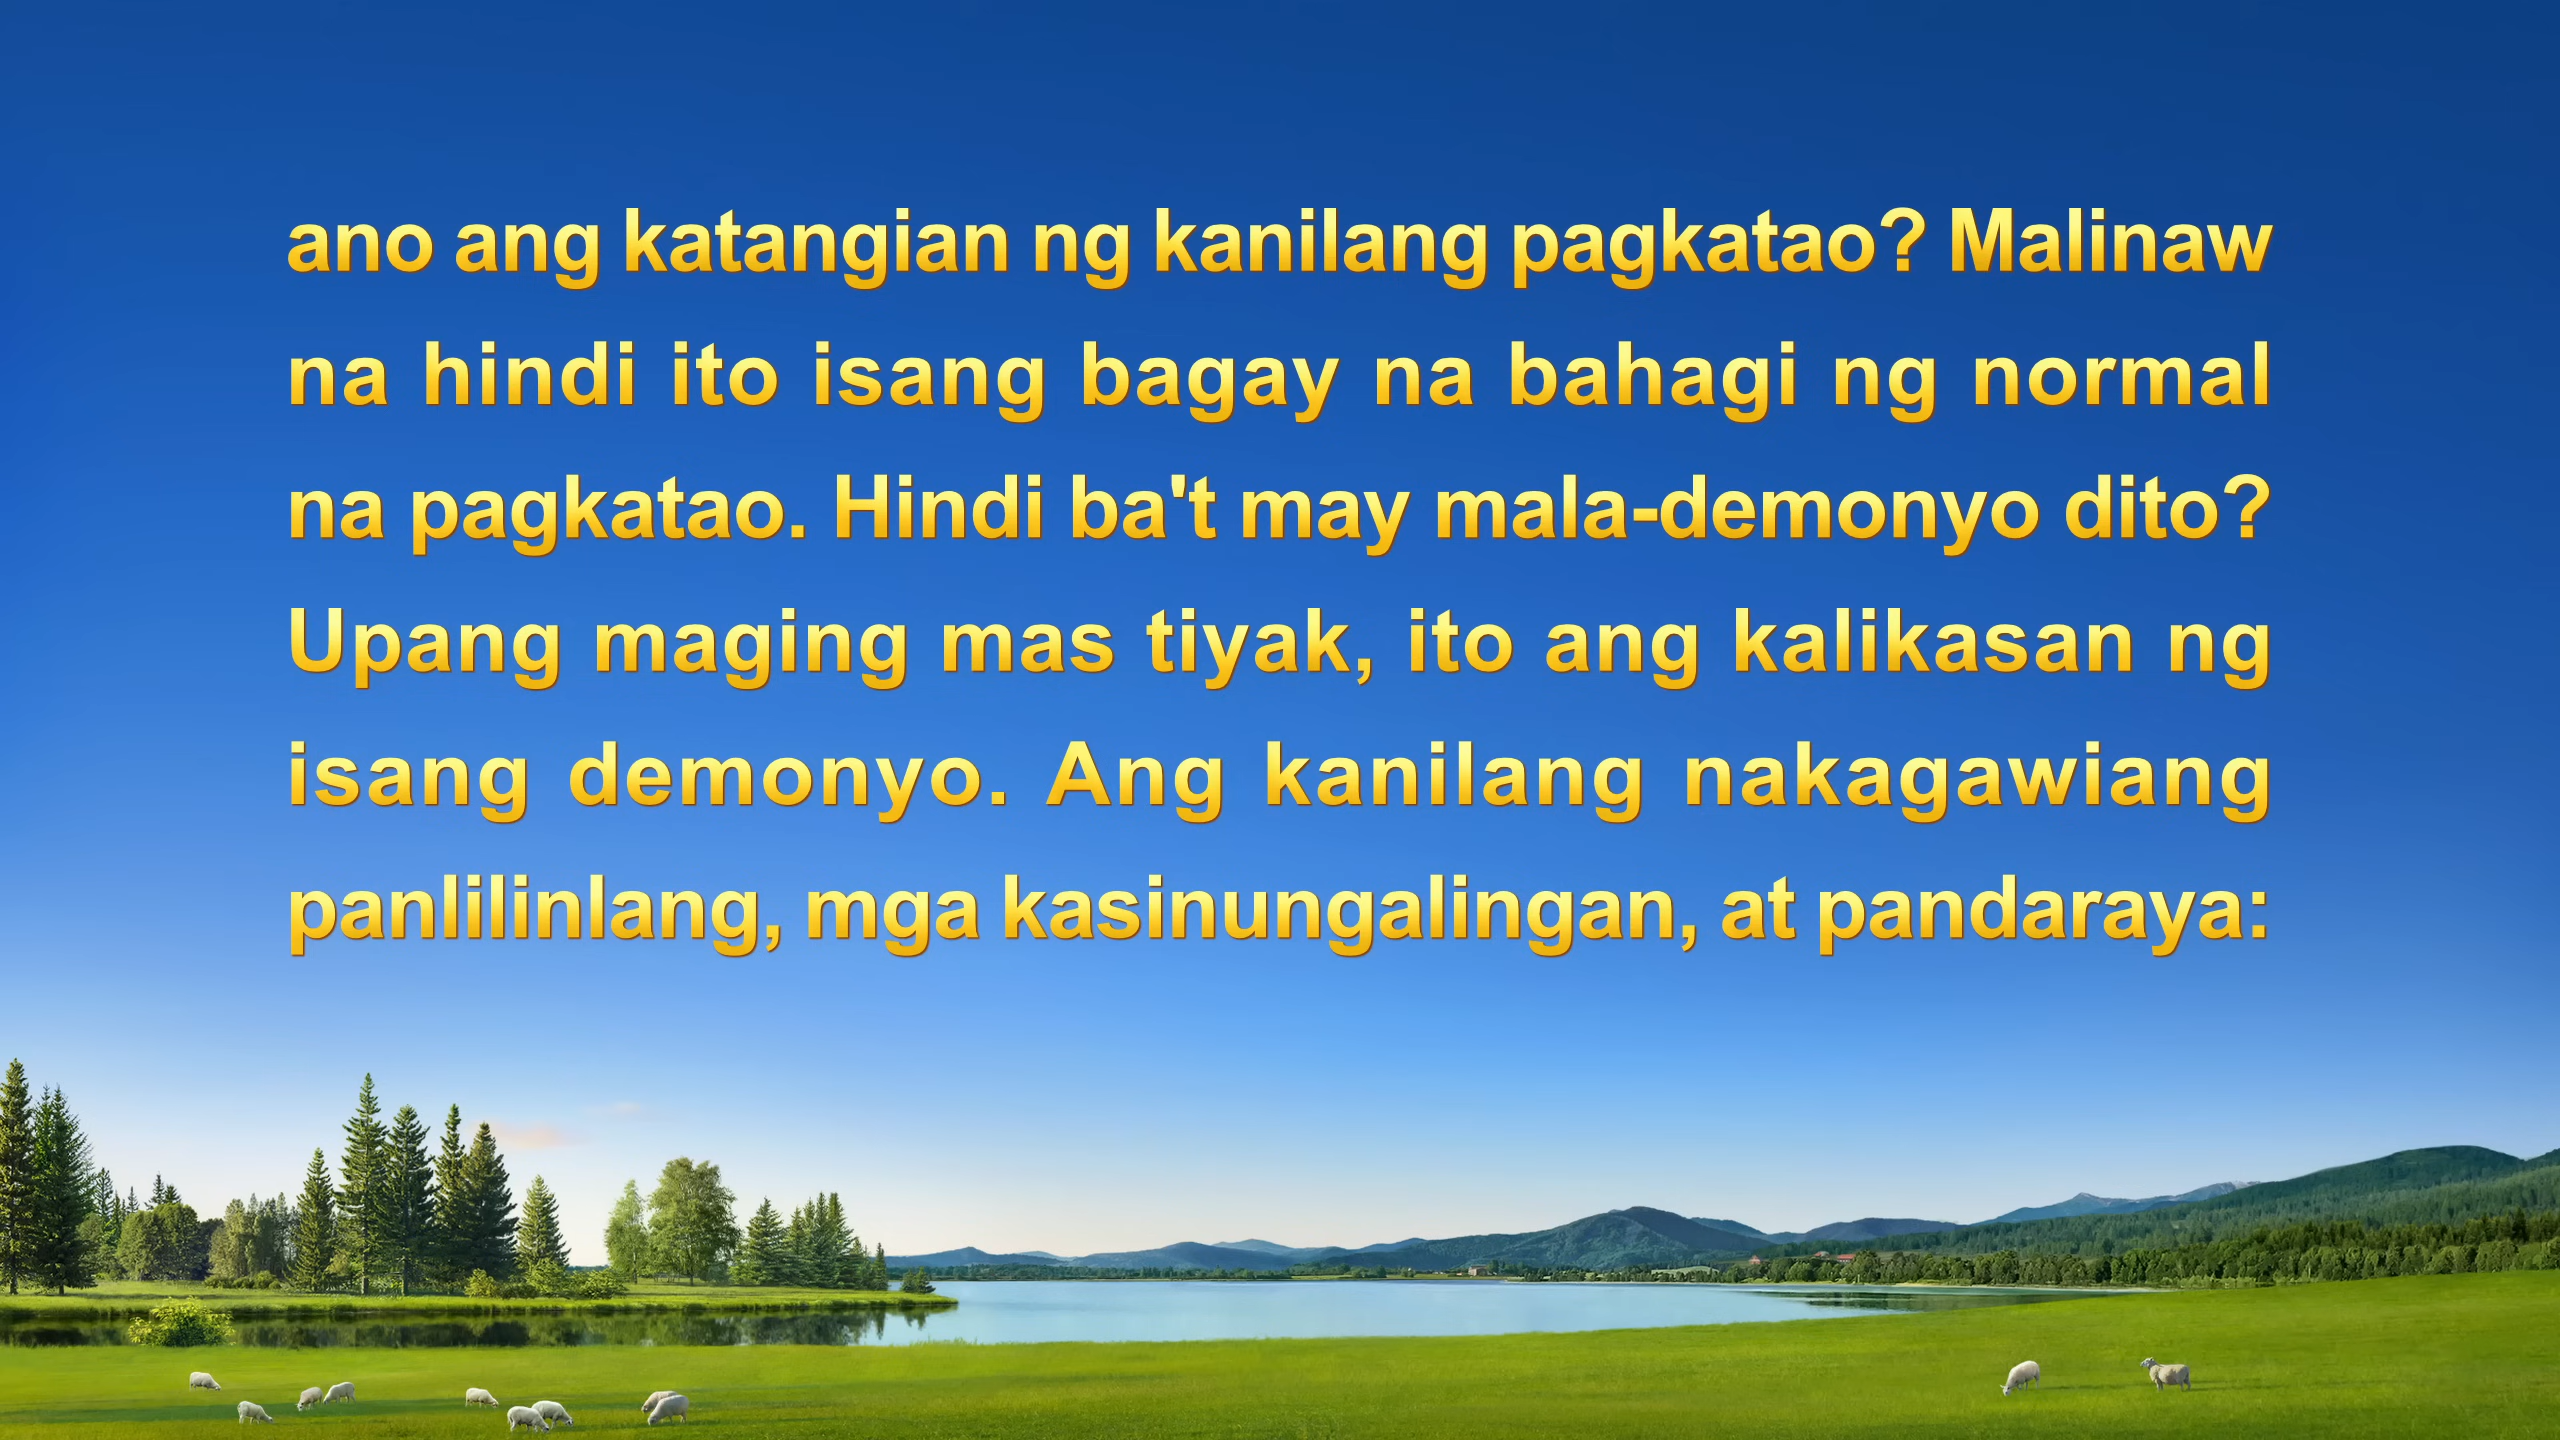 ano ang katangian ng kanilang pagkatao? Malinaw
na hindi ito isang bagay na bahagi ng normal
na pagkatao. Hindi ba't may mala-demonyo dito?
Upang maging mas tiyak, ito ang kalikasan ng
isang demonyo. Ang kanilang nakagawiang
panlilinlang, mga kasinungalingan, at pandaraya: